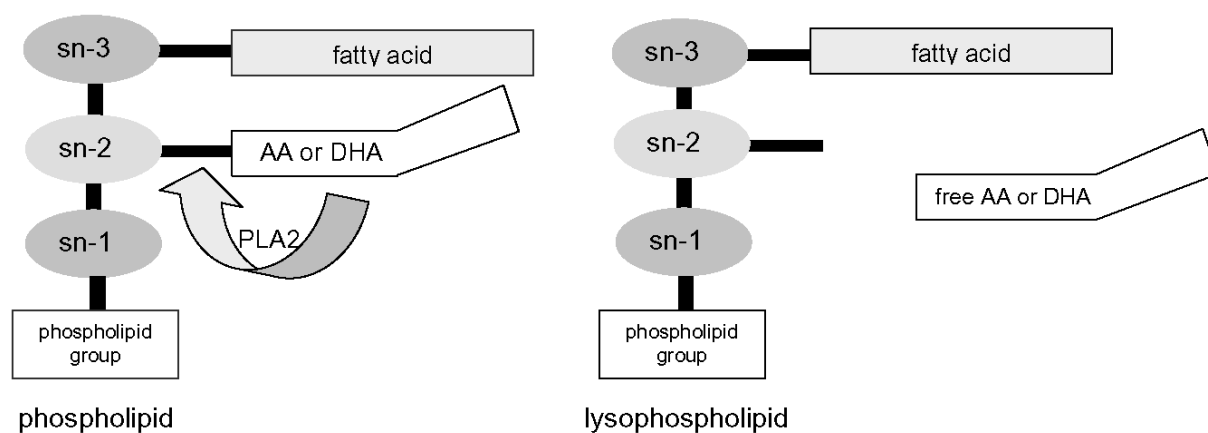 sn-3
fatty acid
sn-2
AA or DHA
PLA2
sn-1
phospholipid
group
phospholipid
sn-3
fatty acid
sn-2
free AA or DHA
sn-1
phospholipid
group
lysophospholipid